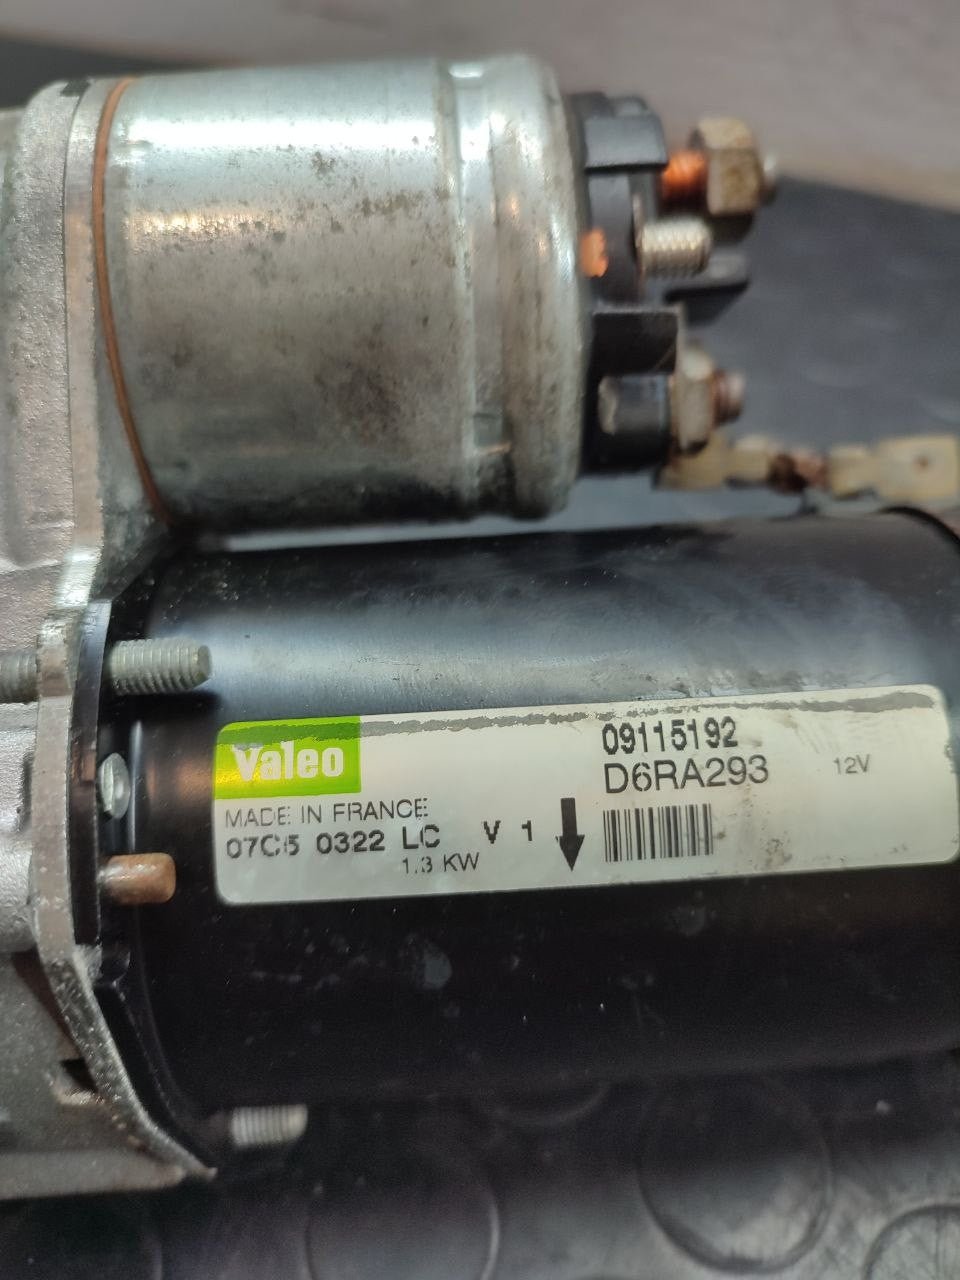 Valeo
MADE IN FRANCE
07C5 0322 LC V 1
1.3 KW
09115192
D6RA293
12V